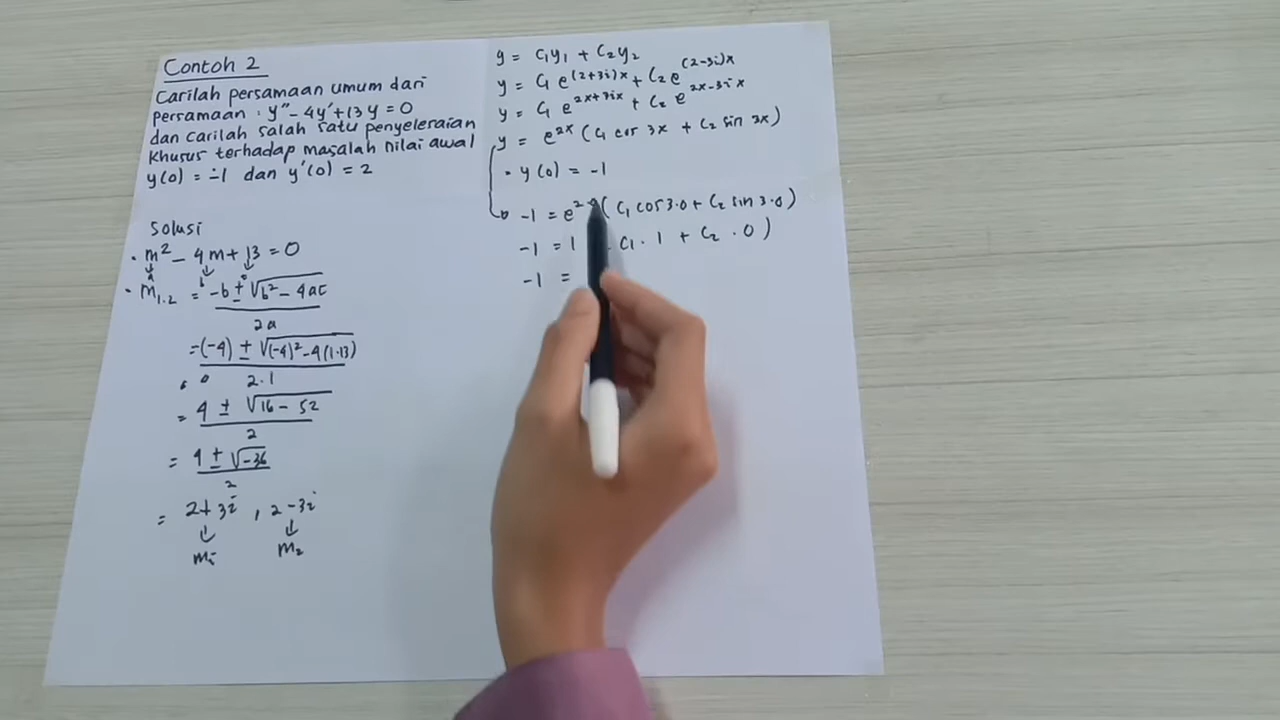 Contoh 2
Carilah persamaan umum dari
persamaan : y'' - 4y' + 13y = 0
dan carilah salah satu penyeleraian
Khusus terhadap masalah nilai awal
y(0) = -1 dan y'(0) = 2
Solusi
• m² - 4m + 13 = 0
a b c
• m₁.₂ = -b ± √b² - 4ac
2a
= (-4) ± √(-4)² - 4(1·13)
2.1
= 4 ± √16 - 52
2
= 4 ± √-36
2
= 2+3i , 2-3i
m₁ m₂
y = C₁y₁ + C₂y₂
y = C₁ e^(2+3i)x + C₂ e^(2-3i)x
y = C₁ e^2x+3ix + C₂ e^2x-3ix
y = e^2x (C₁ cos 3x + C₂ sin 3x)
• y(0) = -1
-1 = e^2 ( C₁ cos 3.0 + C₂ sin 3.0)
-1 = 1 C₁ . 1 + C₂ . 0 )
-1 =